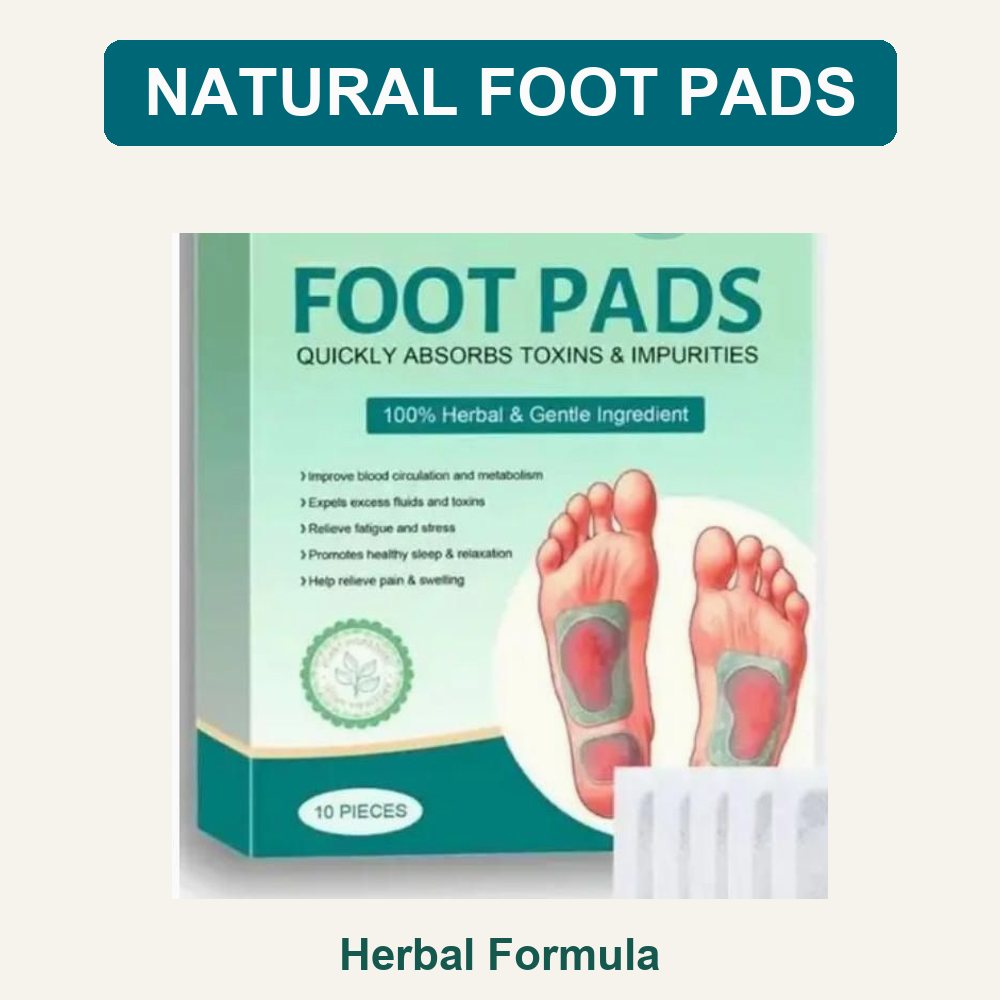 NATURAL FOOT PADS
FOOT PADS
QUICKLY ABSORBS TOXINS & IMPURITIES
100% Herbal & Gentle Ingredient
Improve blood circulation and metabolism
Expels excess fluids and toxins
Relieve fatigue and stress
Promotes healthy sleep & relaxation
Help relieve pain & swelling
10 PIECES
Herbal Formula